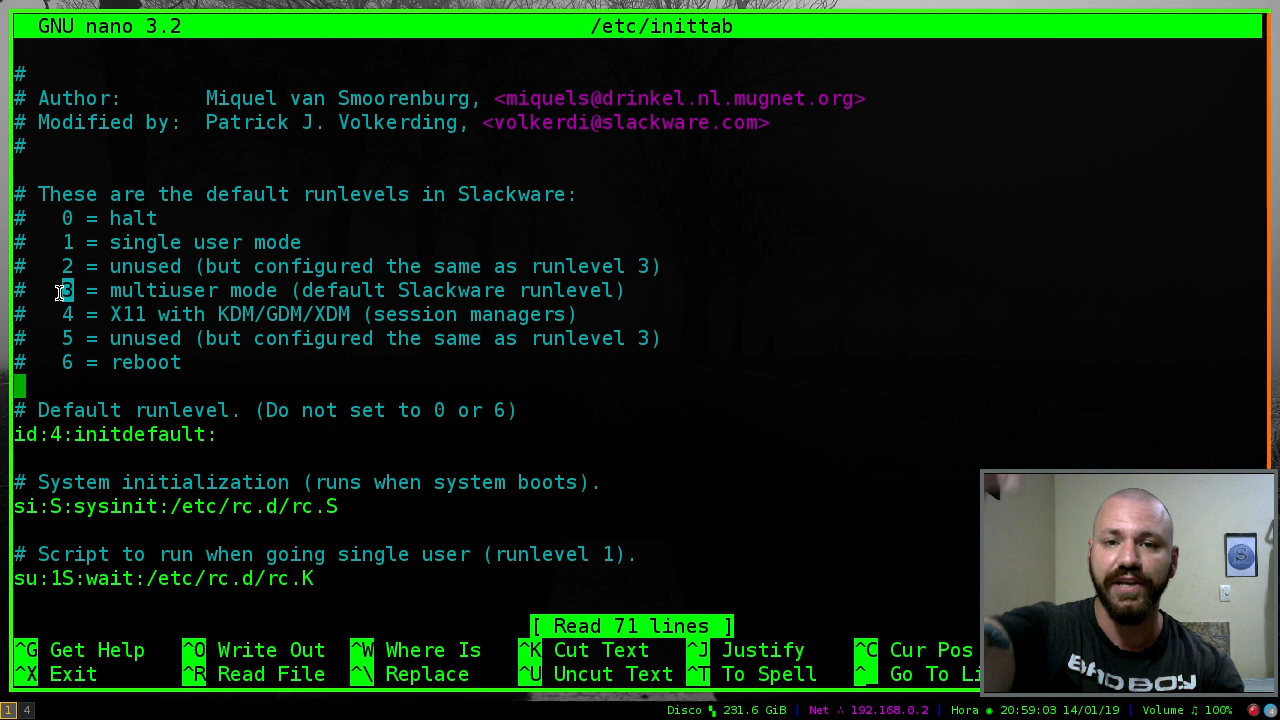 GNU nano 3.2 /etc/inittab
#
# Author: Miquel van Smoorenburg, <miquels@drinkel.nl.mugnet.org>
# Modified by: Patrick J. Volkerding, <volkerdi@slackware.com>
#
# These are the default runlevels in Slackware:
# 0 = halt
# 1 = single user mode
# 2 = unused (but configured the same as runlevel 3)
# 3 = multiuser mode (default Slackware runlevel)
# 4 = X11 with KDM/GDM/XDM (session managers)
# 5 = unused (but configured the same as runlevel 3)
# 6 = reboot
# Default runlevel. (Do not set to 0 or 6)
id:4:initdefault:
# System initialization (runs when system boots).
si:S:sysinit:/etc/rc.d/rc.S
# Script to run when going single user (runlevel 1).
su:1S:wait:/etc/rc.d/rc.K
[ Read 71 lines ]
^G Get Help ^O Write Out ^W Where Is ^K Cut Text ^J Justify ^C Cur Pos
^X Exit ^R Read File ^\ Replace ^U Uncut Text ^T To Spell ^_ Go To Li
BAD BOY
1 4 Disco 231.6 GiB | Net 192.168.0.2 | Hora 20:59:03 14/01/19 | Volume ♫ 100%